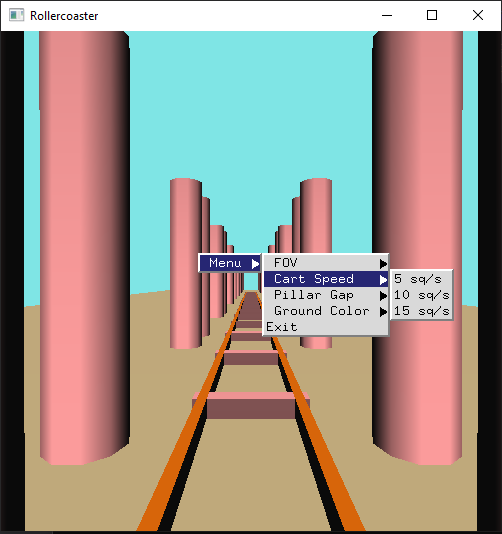 Rollercoaster
Menu
FOV
Cart Speed
Pillar Gap
Ground Color
Exit
5 sq/s
10 sq/s
15 sq/s